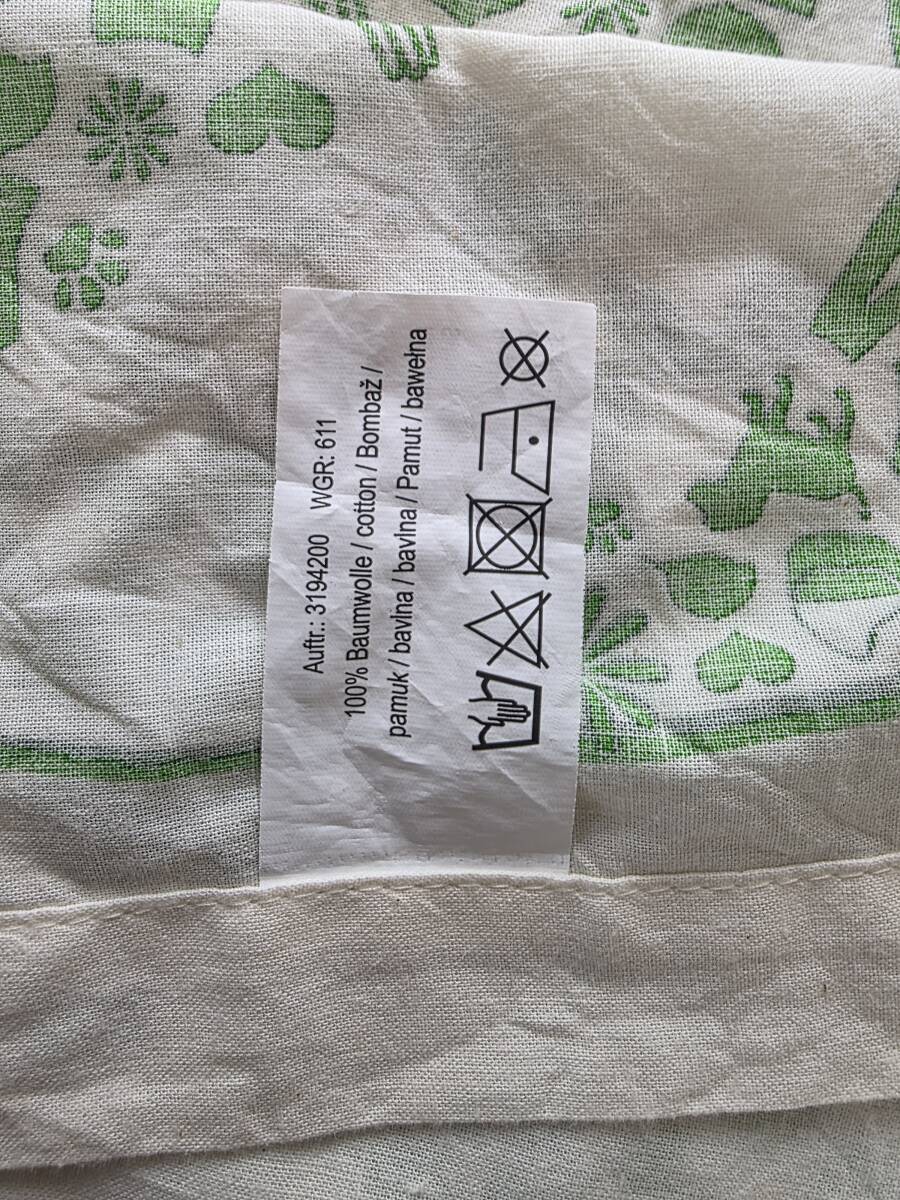 Auftr.: 3194200 WGR: 611
100% Baumwolle / cotton / Bombaž /
pamuk / bavlna / bavlna / Pamut / bawełna